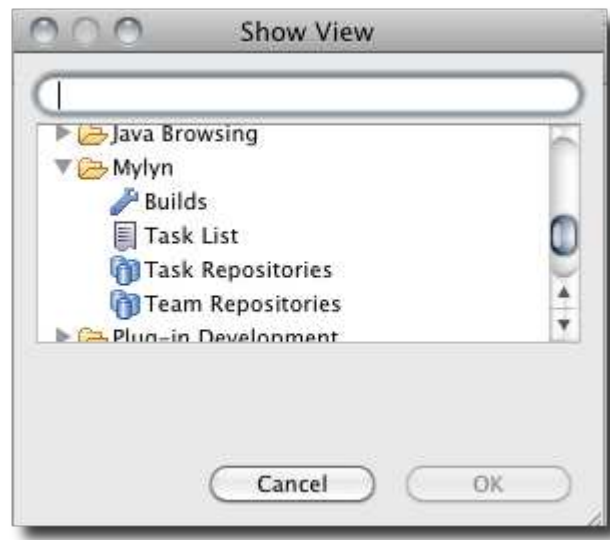 Show View
Java Browsing
Mylyn
Builds
Task List
Task Repositories
Team Repositories
Plug-in Development
Cancel
OK